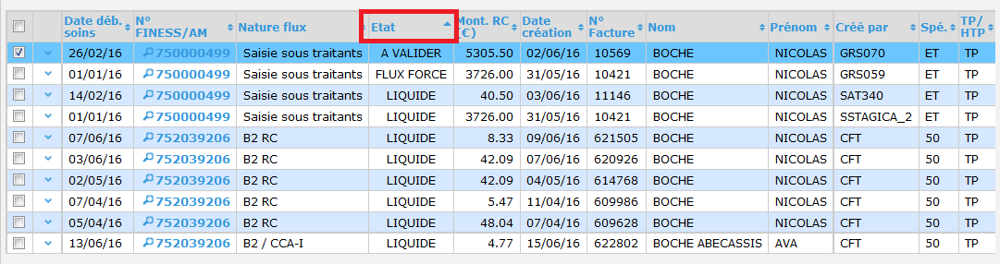 Date déb. soins N° FINESS/AM Nature flux Etat Mont. RC (€) Date création N° Facture Nom Prénom Créé par Spé. TP/ HTP
26/02/16 750000499 Saisie sous traitants A VALIDER 5305.50 02/06/16 10569 BOCHE NICOLAS GRS070 ET TP
01/01/16 750000499 Saisie sous traitants FLUX FORCE 3726.00 31/05/16 10421 BOCHE NICOLAS GRS059 ET TP
14/02/16 750000499 Saisie sous traitants LIQUIDE 40.50 03/06/16 11146 BOCHE NICOLAS SAT340 ET TP
01/01/16 750000499 Saisie sous traitants LIQUIDE 3726.00 31/05/16 10421 BOCHE NICOLAS SSTAGICA_2 ET TP
07/06/16 752039206 B2 RC LIQUIDE 8.33 09/06/16 621505 BOCHE NICOLAS CFT 50 TP
03/06/16 752039206 B2 RC LIQUIDE 42.09 07/06/16 620926 BOCHE NICOLAS CFT 50 TP
02/05/16 752039206 B2 RC LIQUIDE 42.09 04/05/16 614768 BOCHE NICOLAS CFT 50 TP
07/04/16 752039206 B2 RC LIQUIDE 5.47 11/04/16 609986 BOCHE NICOLAS CFT 50 TP
05/04/16 752039206 B2 RC LIQUIDE 48.04 07/04/16 609628 BOCHE NICOLAS CFT 50 TP
13/06/16 752039206 B2 / CCA-I LIQUIDE 4.77 15/06/16 622802 BOCHE ABECASSIS AVA CFT 50 TP